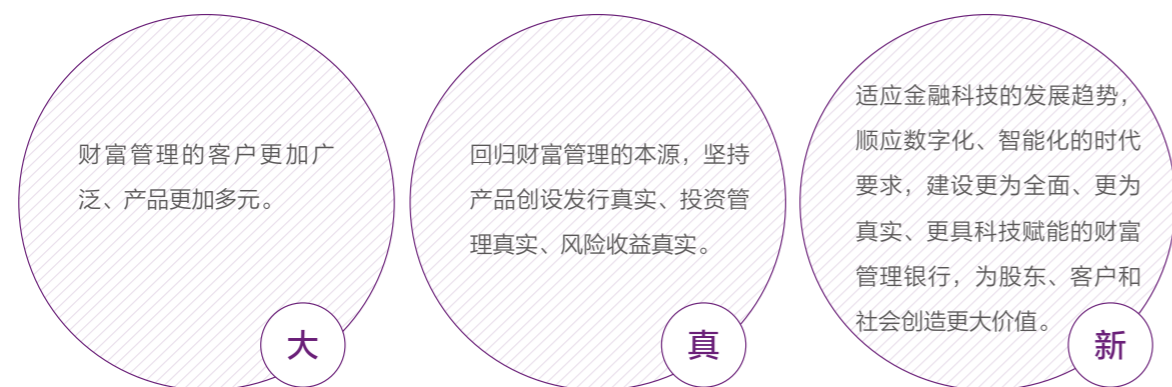 财富管理的客户更加广
泛、产品更加多元。
大
回归财富管理的本源，坚持
产品创设发行真实、投资管
理真实、风险收益真实。
真
适应金融科技的发展趋势，
顺应数字化、智能化的时代
要求，建设更为全面、更为
真实、更具科技赋能的财富
管理银行，为股东、客户和
社会创造更大价值。
新